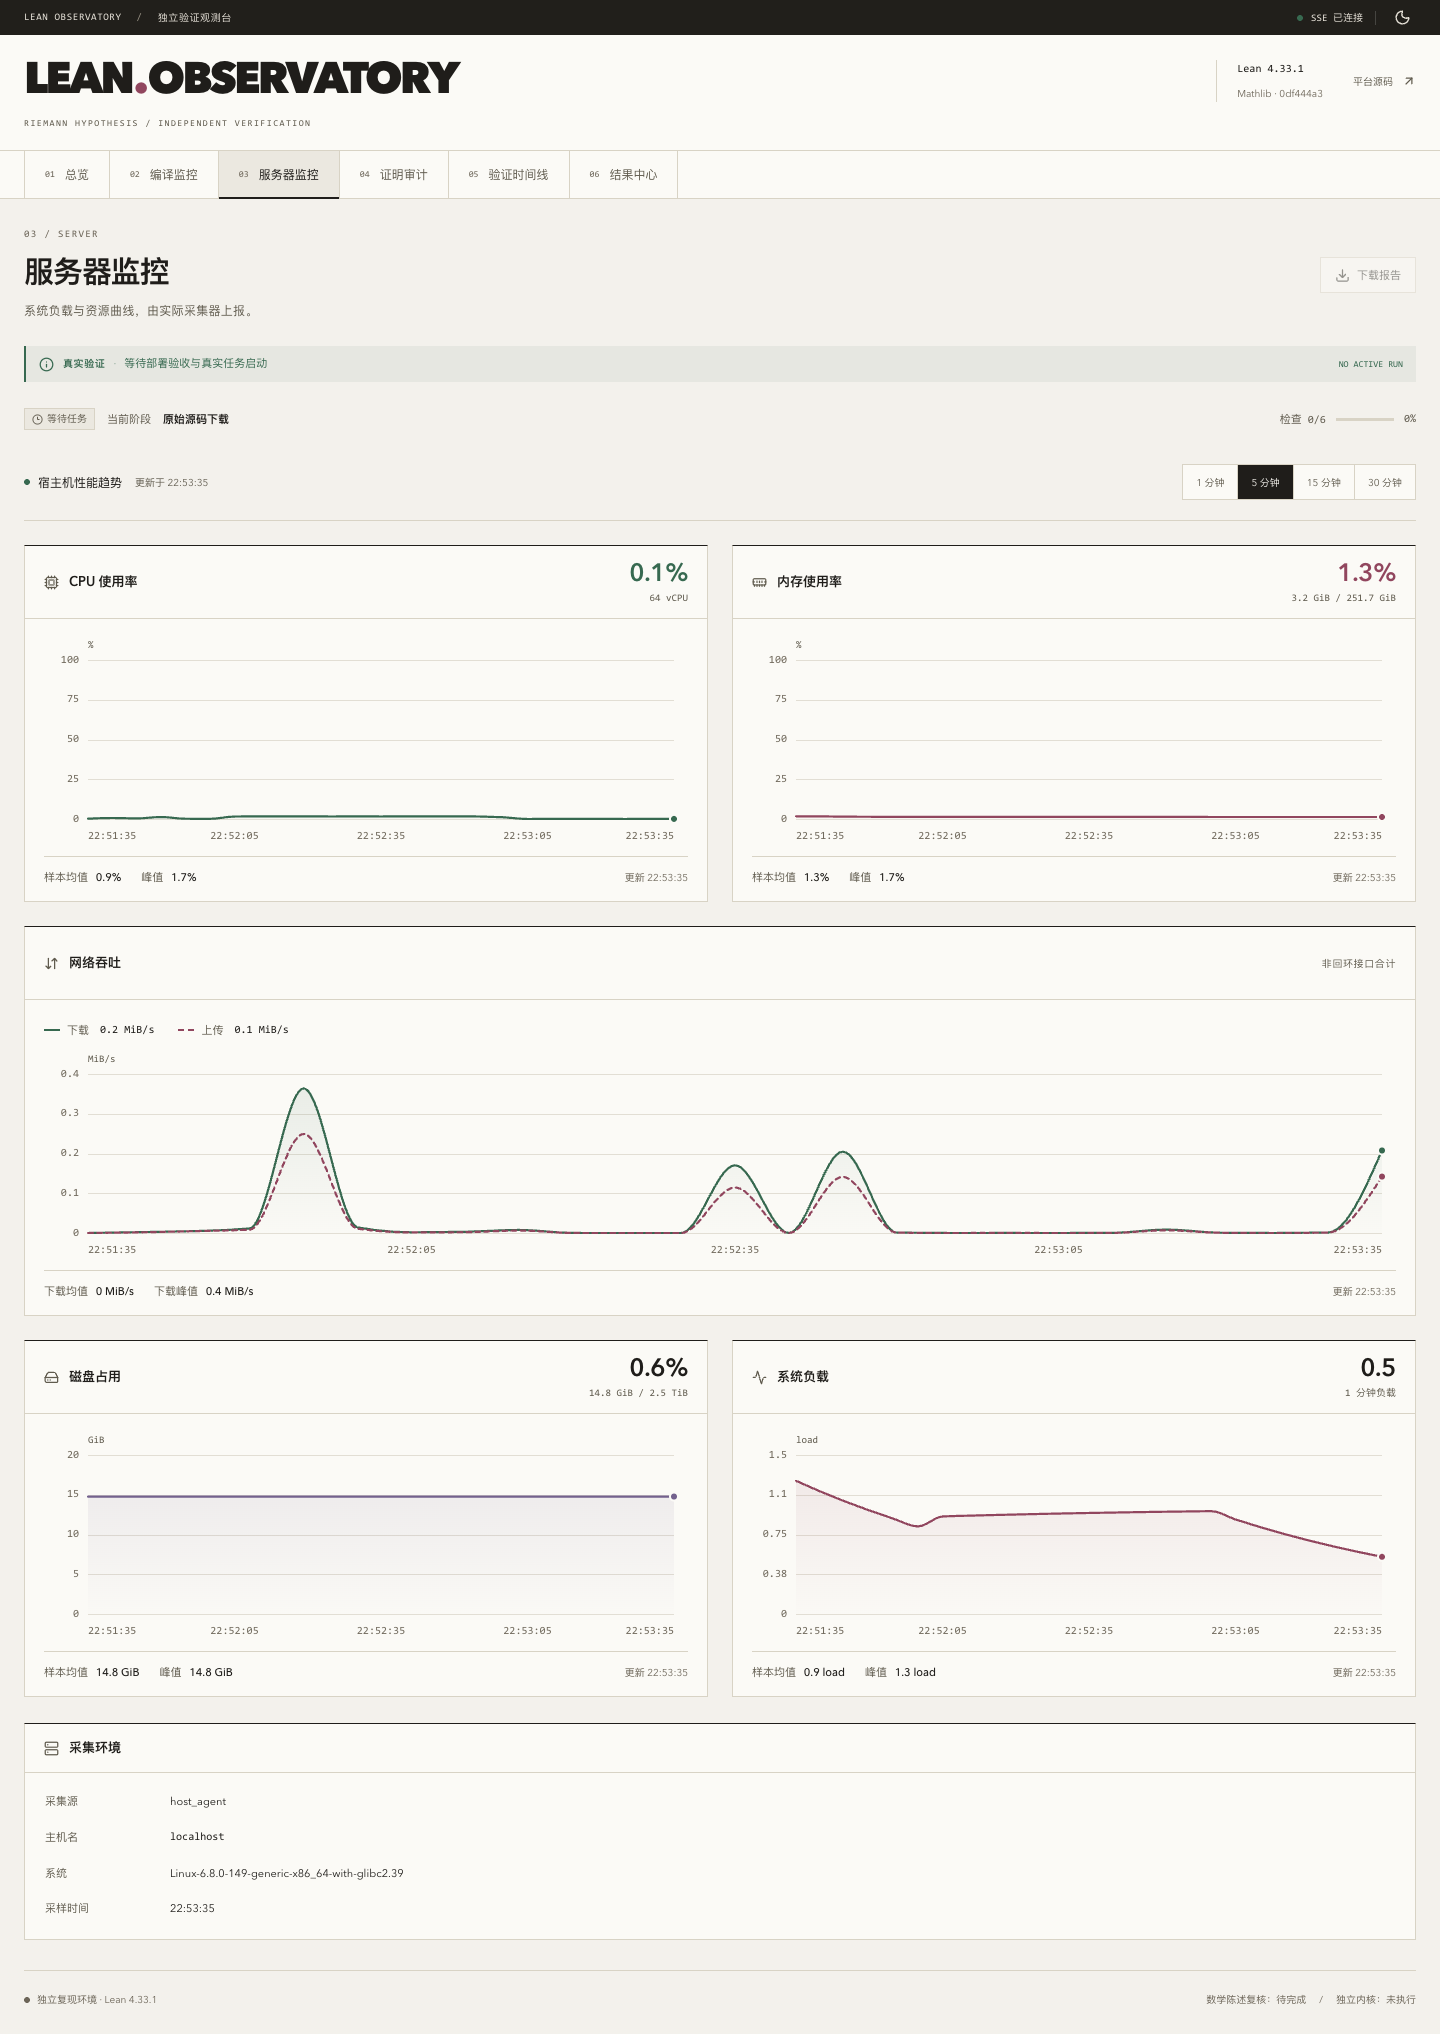 LEAN OBSERVATORY / 独立验证观测台
SSE 已连接
LEAN.OBSERVATORY
RIEMANN HYPOTHESIS / INDEPENDENT VERIFICATION
Lean 4.33.1
Mathlib · 0df444a3
平台源码
01 总览 02 编译监控 03 服务器监控 04 证明审计 05 验证时间线 06 结果中心
03 / SERVER
服务器监控
系统负载与资源曲线，由实际采集器上报。
下载报告
真实验证 · 等待部署验收与真实任务启动
NO ACTIVE RUN
等待任务 当前阶段 原始源码下载
检查 0/6 0%
宿主机性能趋势 更新于 22:53:35
1 分钟 5 分钟 15 分钟 30 分钟
CPU 使用率
0.1%
64 vCPU
%
100
75
50
25
0
22:51:35 22:52:05 22:52:35 22:53:05 22:53:35
样本均值 0.9% 峰值 1.7% 更新 22:53:35
内存使用率
1.3%
3.2 GiB / 251.7 GiB
%
100
75
50
25
0
22:51:35 22:52:05 22:52:35 22:53:05 22:53:35
样本均值 1.3% 峰值 1.7% 更新 22:53:35
网络吞吐
非回环接口合计
下载 0.2 MiB/s 上传 0.1 MiB/s
MiB/s
0.4
0.3
0.2
0.1
0
22:51:35 22:52:05 22:52:35 22:53:05 22:53:35
下载均值 0 MiB/s 下载峰值 0.4 MiB/s 更新 22:53:35
磁盘占用
0.6%
14.8 GiB / 2.5 TiB
GiB
20
15
10
5
0
22:51:35 22:52:05 22:52:35 22:53:05 22:53:35
样本均值 14.8 GiB 峰值 14.8 GiB 更新 22:53:35
系统负载
0.5
1 分钟负载
load
1.5
1.1
0.75
0.38
0
22:51:35 22:52:05 22:52:35 22:53:05 22:53:35
样本均值 0.9 load 峰值 1.3 load 更新 22:53:35
采集环境
采集源 host_agent
主机名 localhost
系统 Linux-6.8.0-149-generic-x86_64-with-glibc2.39
采样时间 22:53:35
独立复现环境 · Lean 4.33.1
数学陈述复核：待完成 / 独立内核：未执行